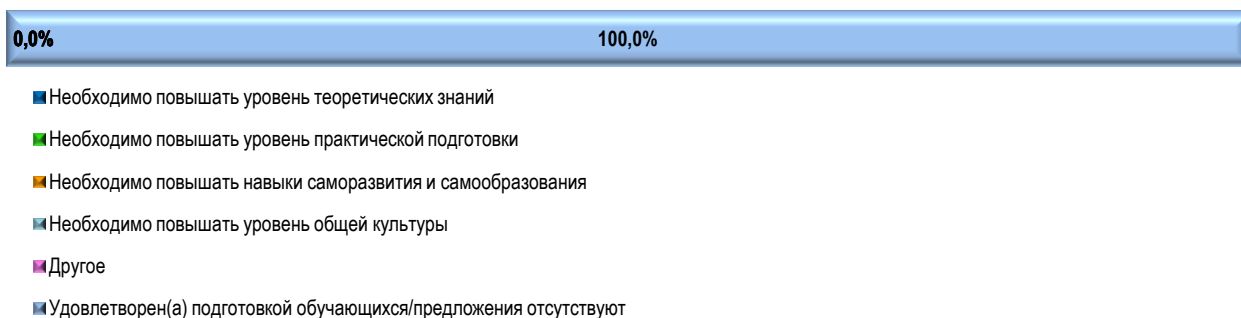 0,0% 100,0%
Необходимо повышать уровень теоретических знаний
Необходимо повышать уровень практической подготовки
Необходимо повышать навыки саморазвития и самообразования
Необходимо повышать уровень общей культуры
Другое
Удовлетворен(а) подготовкой обучающихся/предложения отсутствуют